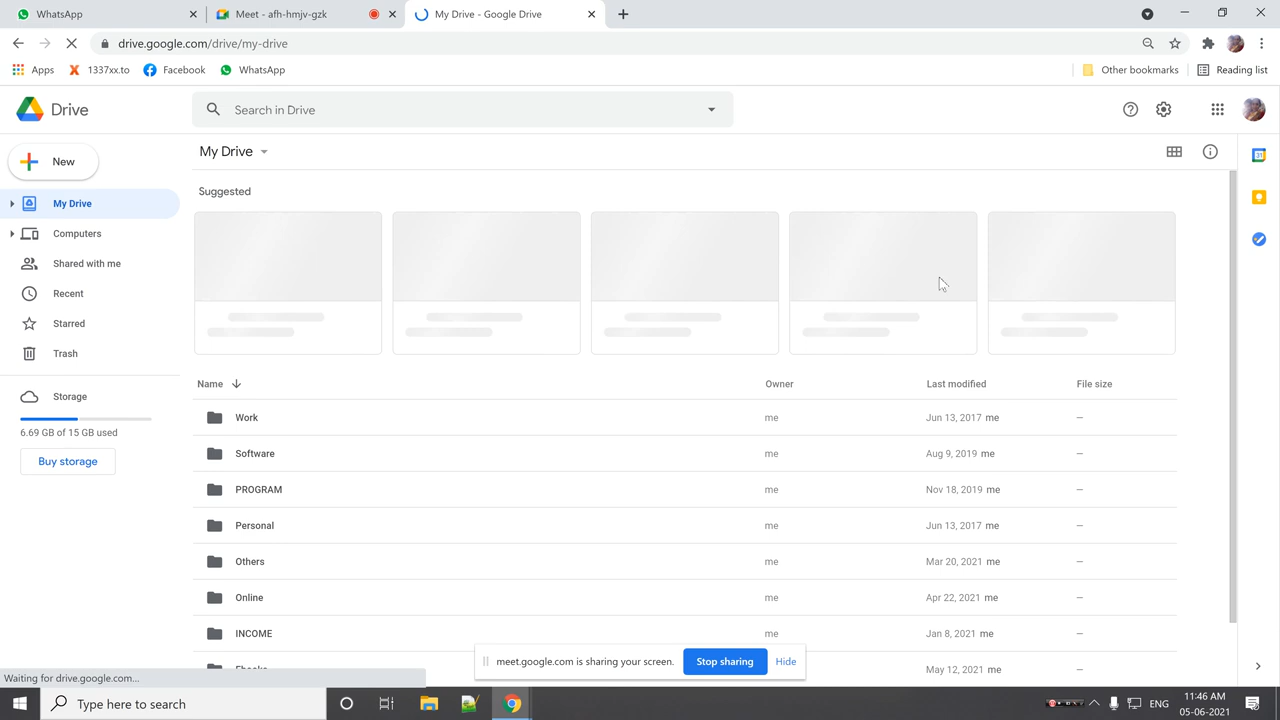 WhatsApp
Meet - afh-hmjv-gzk
My Drive - Google Drive
drive.google.com/drive/my-drive
Apps
1337xx.to
Facebook
WhatsApp
Other bookmarks
Reading list
Drive
Search in Drive
New
My Drive
My Drive
Computers
Shared with me
Recent
Starred
Trash
Storage
6.69 GB of 15 GB used
Buy storage
Suggested
Name Owner Last modified File size
Work me Jun 13, 2017 me –
Software me Aug 9, 2019 me –
PROGRAM me Nov 18, 2019 me –
Personal me Jun 13, 2017 me –
Others me Mar 20, 2021 me –
Online me Apr 22, 2021 me –
INCOME me Jan 8, 2021 me –
Ebooks May 12, 2021 me –
31
meet.google.com is sharing your screen.
Stop sharing
Hide
Waiting for drive.google.com...
Type here to search
ENG
11:46 AM
05-06-2021